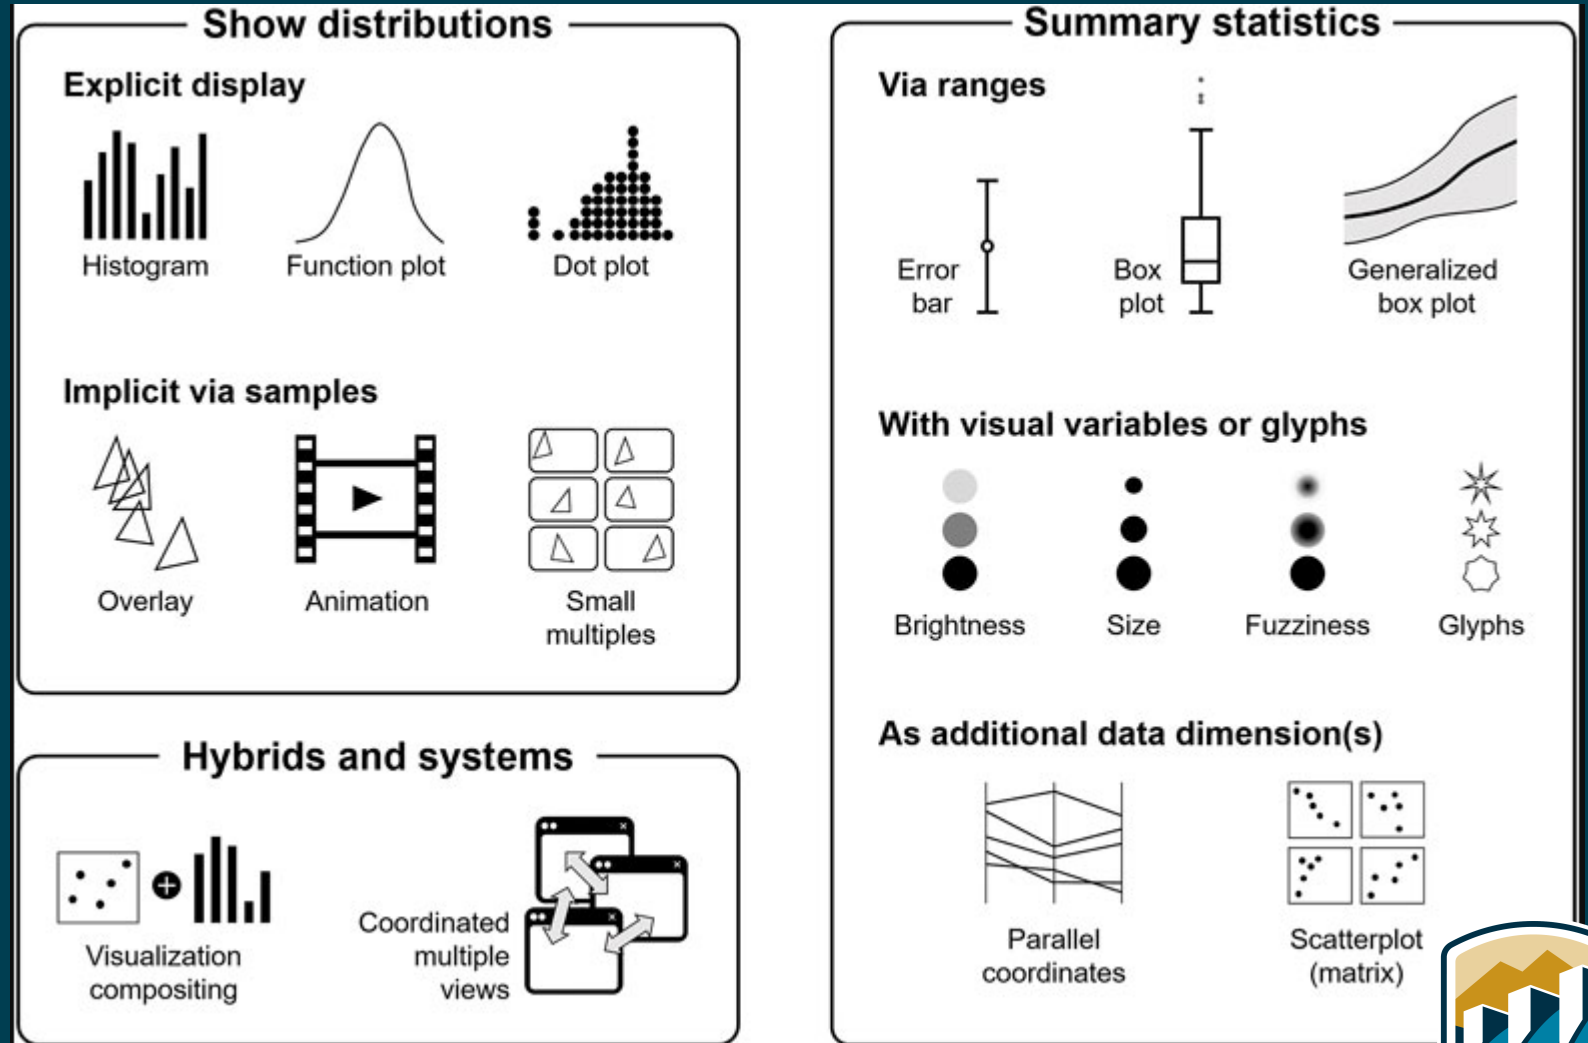 Show distributions
Explicit display
Histogram
Function plot
Dot plot
Implicit via samples
Overlay
Animation
Small
multiples
Hybrids and systems
Visualization
compositing
Coordinated
multiple
views
Summary statistics
Via ranges
Error
bar
Box
plot
Generalized
box plot
With visual variables or glyphs
Brightness
Size
Fuzziness
Glyphs
As additional data dimension(s)
Parallel
coordinates
Scatterplot
(matrix)